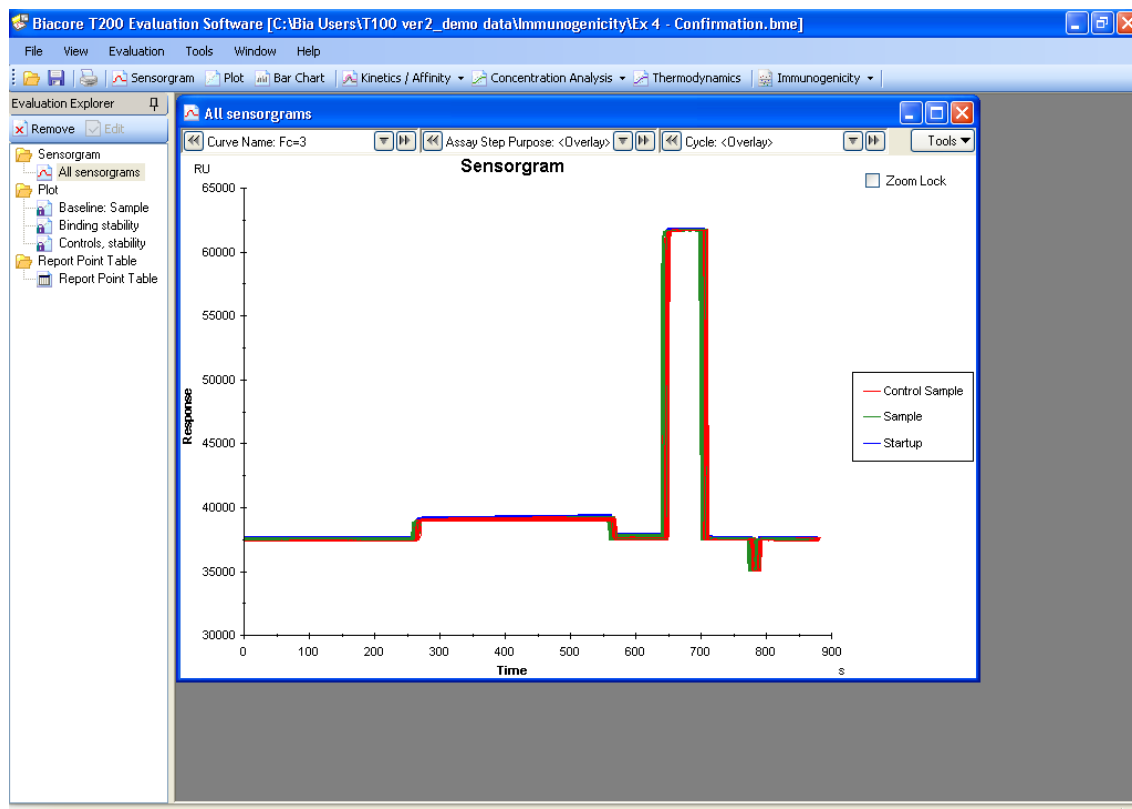 Biacore T200 Evaluation Software [C:\Bia Users\T100 ver2_demo data\Immunogenicity\Ex 4 - Confirmation.bme]
File View Evaluation Tools Window Help
Sensorgram Plot Bar Chart Kinetics / Affinity Concentration Analysis Thermodynamics Immunogenicity
Evaluation Explorer
Remove Edit
Sensorgram
All sensorgrams
Plot
Baseline: Sample
Binding stability
Controls, stability
Report Point Table
Report Point Table
All sensorgrams
Curve Name: Fc=3 Assay Step Purpose: <Overlay> Cycle: <Overlay> Tools
Sensorgram
RU
Zoom Lock
65000
60000
55000
50000
45000
40000
35000
30000
Response
Control Sample
Sample
Startup
0 100 200 300 400 500 600 700 800 900
Time
s